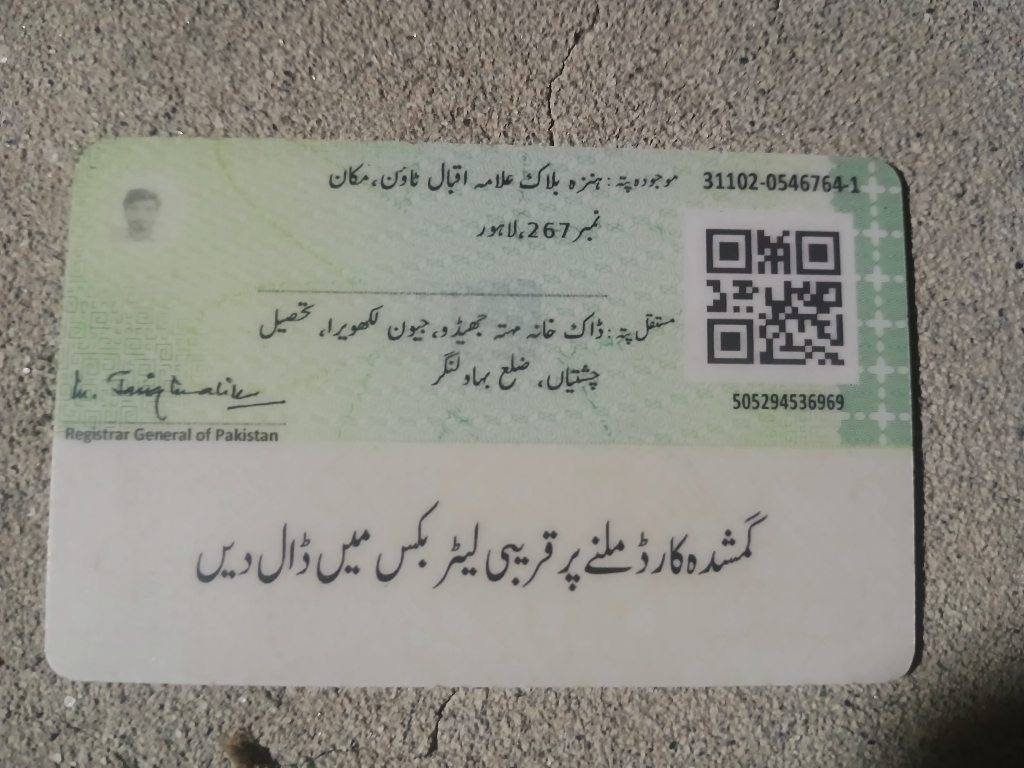 31102-0546764-1
موجودہ پتہ: ہنزہ بلاک علامہ اقبال ٹاؤن، مکان
نمبر 267، لاہور
مستقل پتہ: ڈاک خانہ مہتہ جھیڈو، جیون لکھویرا، تحصیل
چشتیاں، ضلع بہاولنگر
505294536969
Registrar General of Pakistan
گمشدہ کارڈ ملنے پر قریبی لیٹر بکس میں ڈال دیں